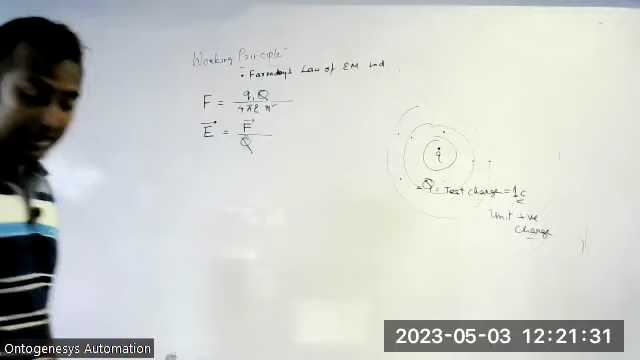 Working Principle
• Faraday's Law of EM Ind
F = q.Q / 4πε r²
E⃗ = F⃗ / Q
q
Q = Test charge = 1c
Unit +ve
charge
Ontogenesys Automation
2023-05-03 12:21:31